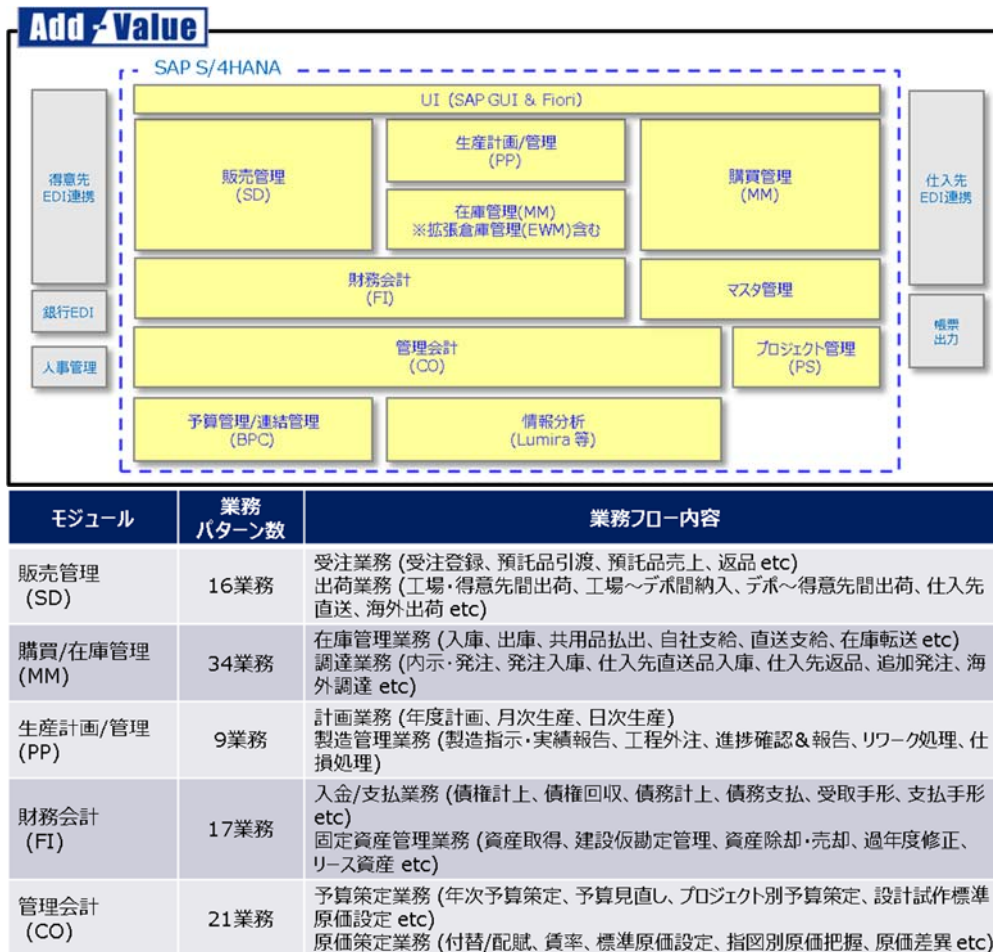 Add-Value
SAP S/4HANA
UI (SAP GUI & Fiori)
得意先
EDI連携
銀行EDI
人事管理
販売管理
(SD)
生産計画/管理
(PP)
在庫管理(MM)
※拡張倉庫管理(EWM)含む
購買管理
(MM)
財務会計
(FI)
マスタ管理
管理会計
(CO)
プロジェクト管理
(PS)
予算管理/連結管理
(BPC)
情報分析
(Lumira 等)
仕入先
EDI連携
帳票
出力
モジュール
業務
パターン数
業務フロー内容
販売管理
(SD)
16業務
受注業務 (受注登録、預託品引渡、預託品売上、返品 etc)
出荷業務 (工場・得意先間出荷、工場～デポ間納入、デポ～得意先間出荷、仕入先
直送、海外出荷 etc)
購買/在庫管理
(MM)
34業務
在庫管理業務 (入庫、出庫、共用品払出、自社支給、直送支給、在庫転送 etc)
調達業務 (内示・発注、発注入庫、仕入先直送品入庫、仕入先返品、追加発注、海
外調達 etc)
生産計画/管理
(PP)
9業務
計画業務 (年度計画、月次生産、日次生産)
製造管理業務 (製造指示・実績報告、工程外注、進捗確認＆報告、リワーク処理、仕
損処理)
財務会計
(FI)
17業務
入金/支払業務 (債権計上、債権回収、債務計上、債務支払、受取手形、支払手形
etc)
固定資産管理業務 (資産取得、建設仮勘定管理、資産除却・売却、過年度修正、
リース資産 etc)
管理会計
(CO)
21業務
予算策定業務 (年次予算策定、予算見直し、プロジェクト別予算策定、設計試作標準
原価設定 etc)
原価策定業務 (付替/配賦、賃率、標準原価設定、指図別原価把握、原価差異 etc)